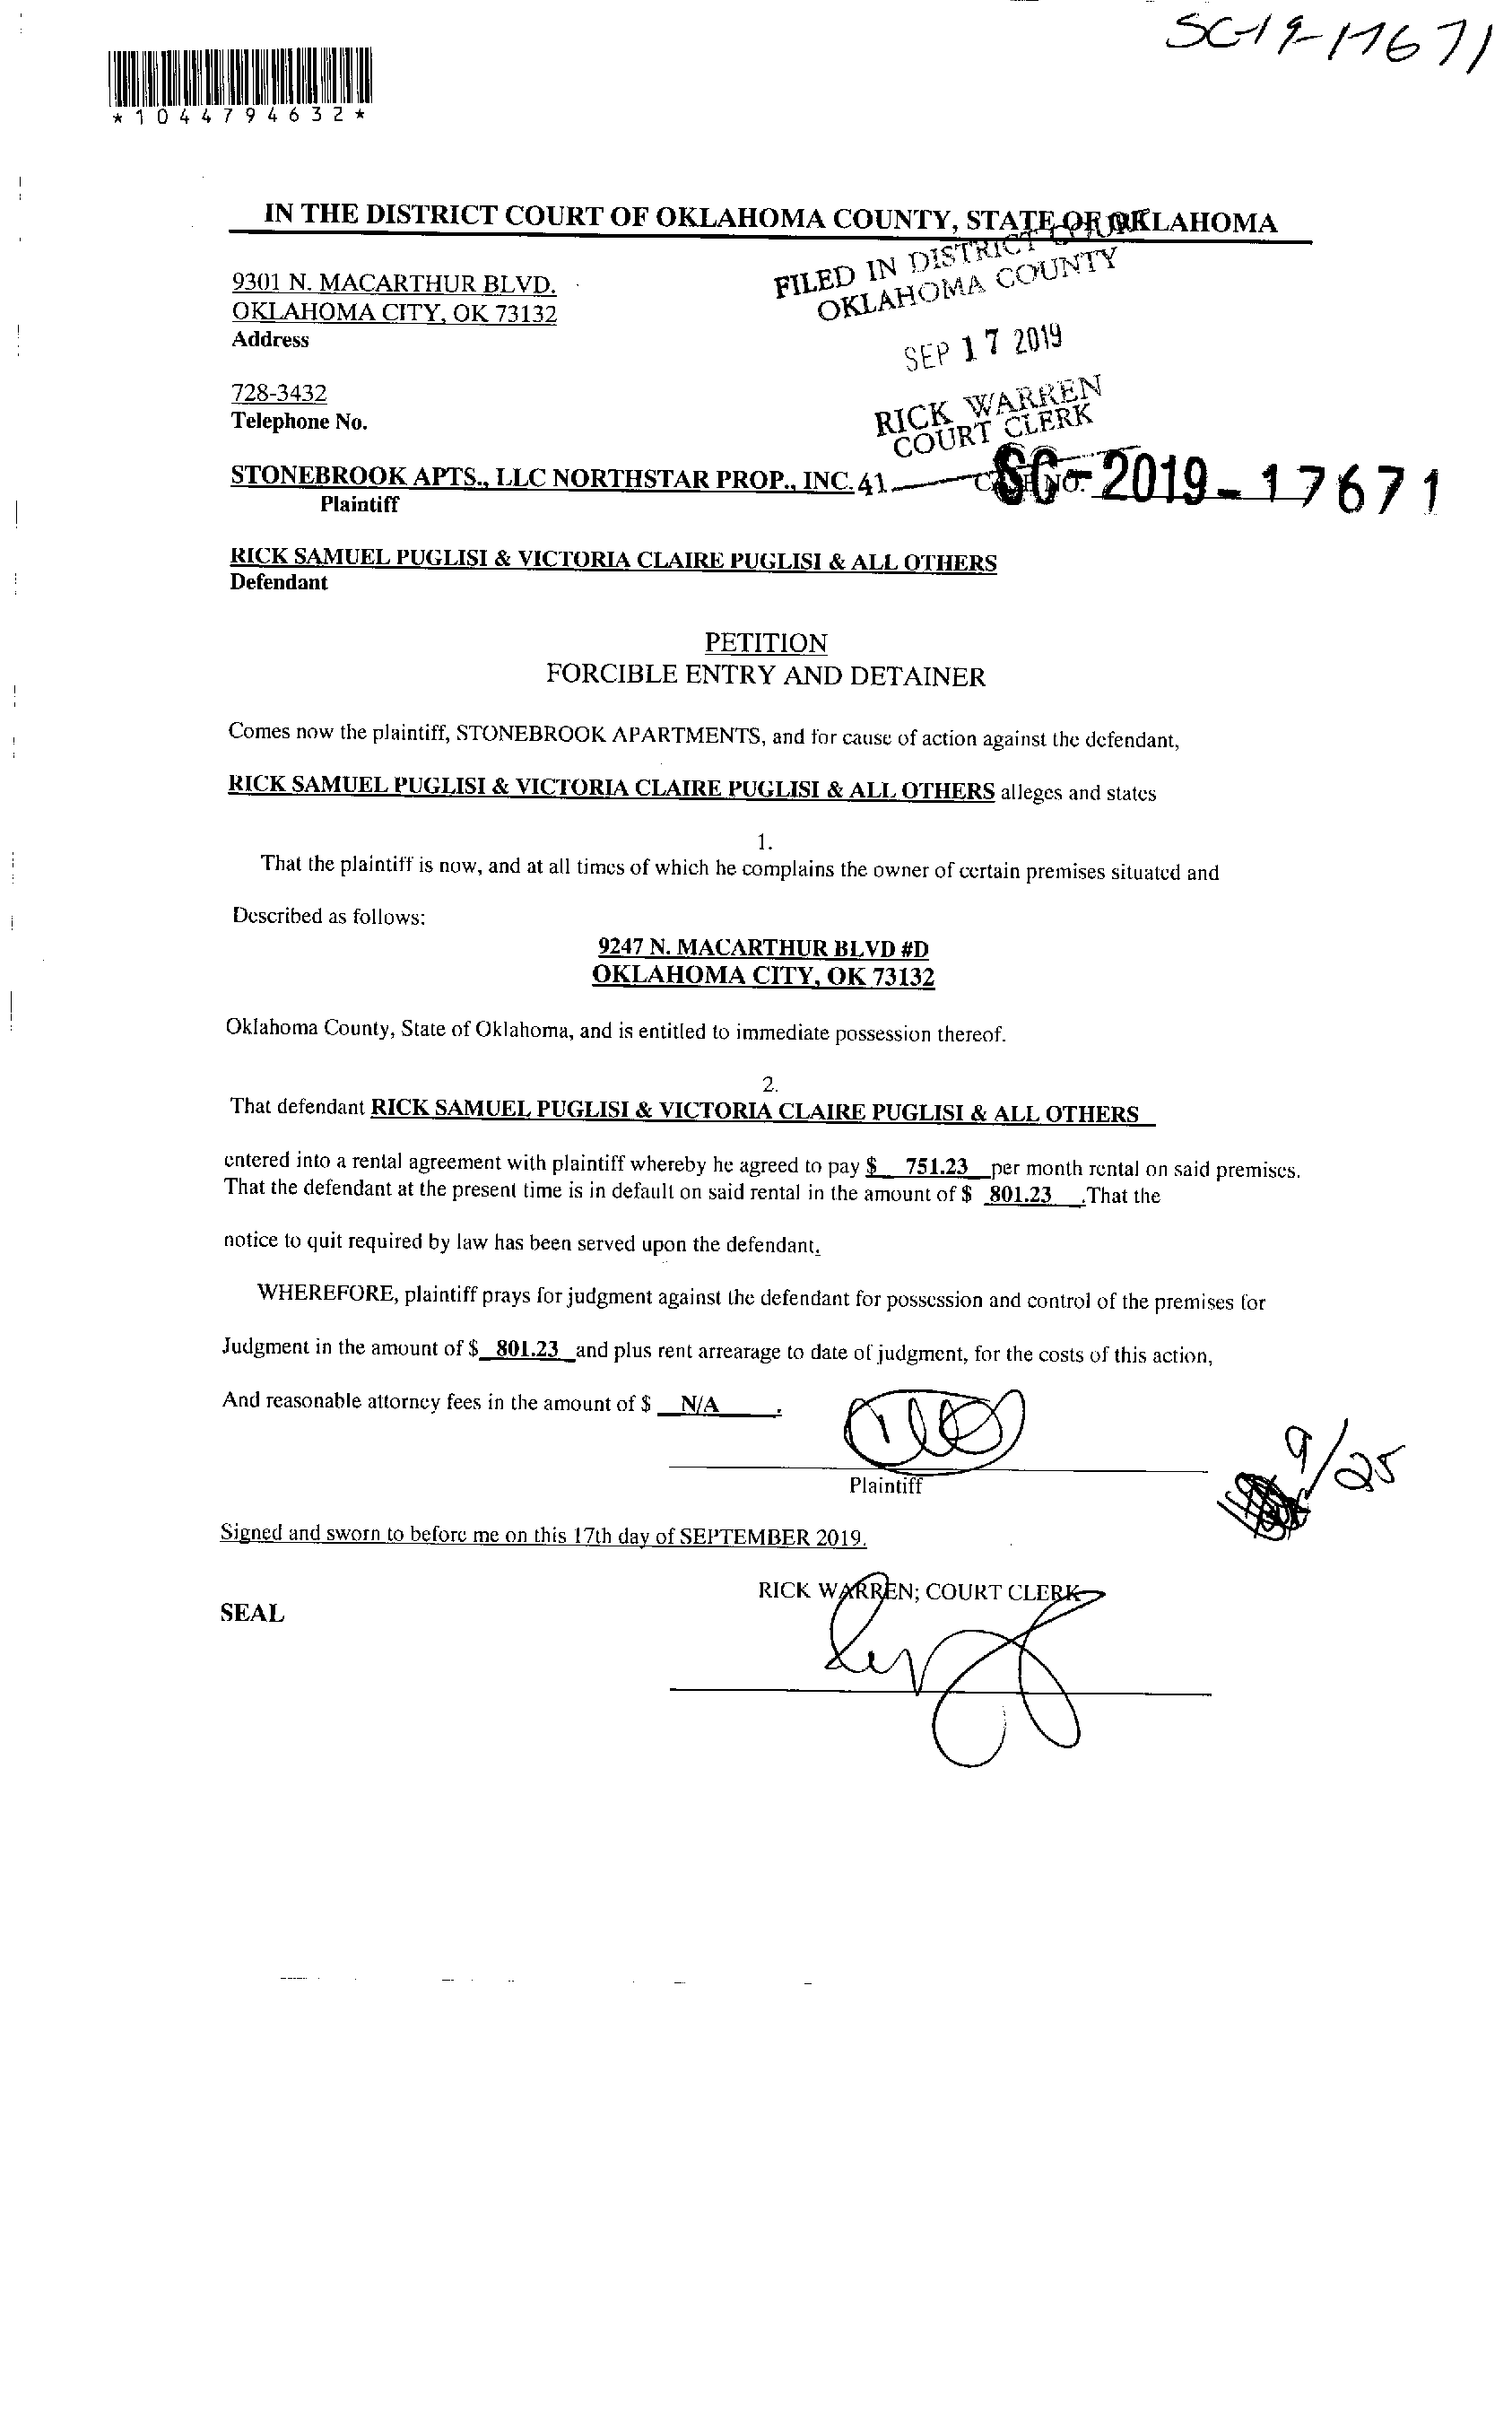 SC-19-17671
*1044794632*
IN THE DISTRICT COURT OF OKLAHOMA COUNTY, STATE OF OKLAHOMA
FILED IN DISTRICT COURT
OKLAHOMA COUNTY
9301 N. MACARTHUR BLVD.
OKLAHOMA CITY, OK 73132
Address
SEP 17 2019
728-3432
Telephone No.
RICK WARREN
COURT CLERK
STONEBROOK APTS., LLC NORTHSTAR PROP., INC. 41 CASE NO. SC-2019-17671
Plaintiff
RICK SAMUEL PUGLISI & VICTORIA CLAIRE PUGLISI & ALL OTHERS
Defendant
PETITION
FORCIBLE ENTRY AND DETAINER
Comes now the plaintiff, STONEBROOK APARTMENTS, and for cause of action against the defendant,
RICK SAMUEL PUGLISI & VICTORIA CLAIRE PUGLISI & ALL OTHERS alleges and states
1.
That the plaintiff is now, and at all times of which he complains the owner of certain premises situated and
Described as follows:
9247 N. MACARTHUR BLVD #D
OKLAHOMA CITY, OK 73132
Oklahoma County, State of Oklahoma, and is entitled to immediate possession thereof.
2.
That defendant RICK SAMUEL PUGLISI & VICTORIA CLAIRE PUGLISI & ALL OTHERS
entered into a rental agreement with plaintiff whereby he agreed to pay $ 751.23 per month rental on said premises.
That the defendant at the present time is in default on said rental in the amount of $ 801.23 .That the
notice to quit required by law has been served upon the defendant.
WHEREFORE, plaintiff prays for judgment against the defendant for possession and control of the premises for
Judgment in the amount of $ 801.23 and plus rent arrearage to date of judgment, for the costs of this action,
And reasonable attorney fees in the amount of $ N/A .
9/25
Plaintiff
Signed and sworn to before me on this 17th day of SEPTEMBER 2019.
RICK WARREN; COURT CLERK
SEAL